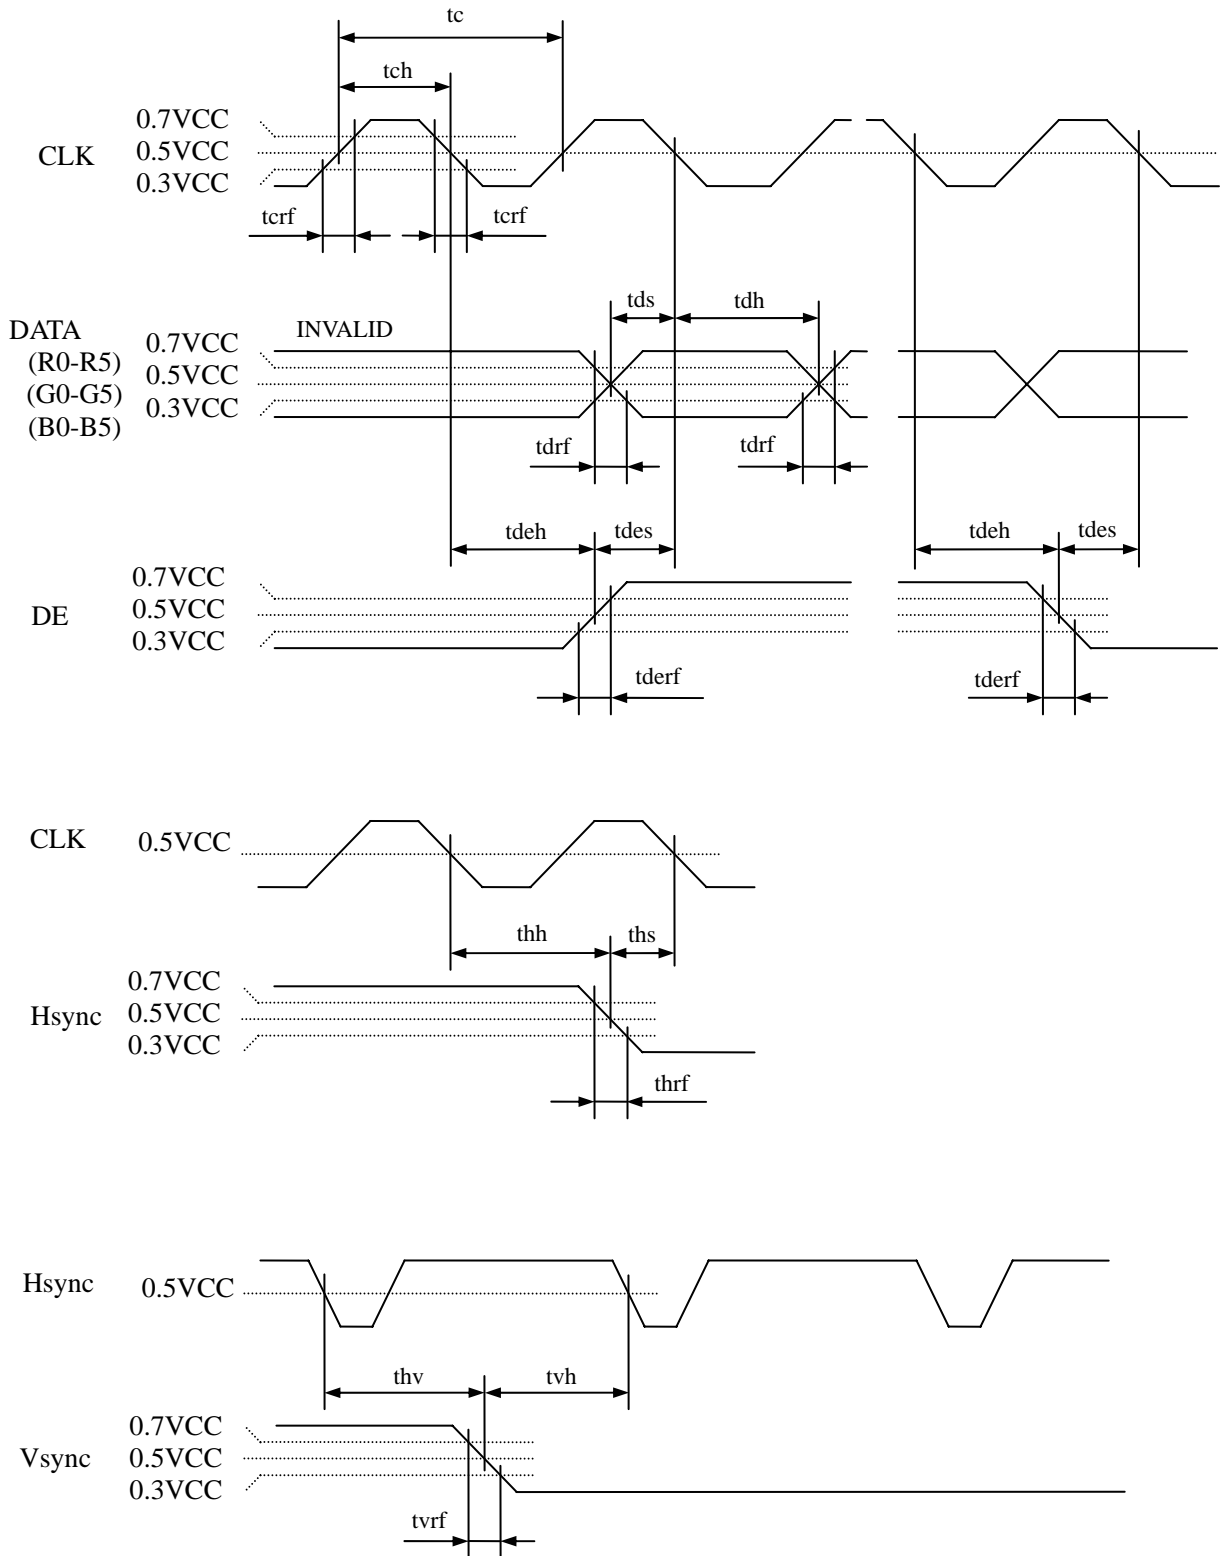 tc
tch
0.7VCC
CLK 0.5VCC
0.3VCC
tcrf tcrf
tds tdh
DATA 0.7VCC INVALID
(R0-R5) 0.5VCC
(G0-G5) 0.3VCC
(B0-B5)
tdrf tdrf
tdeh tdes tdeh tdes
0.7VCC
DE 0.5VCC
0.3VCC
tderf tderf
CLK 0.5VCC
thh ths
0.7VCC
Hsync 0.5VCC
0.3VCC
thrf
Hsync 0.5VCC
thv tvh
0.7VCC
Vsync 0.5VCC
0.3VCC
tvrf